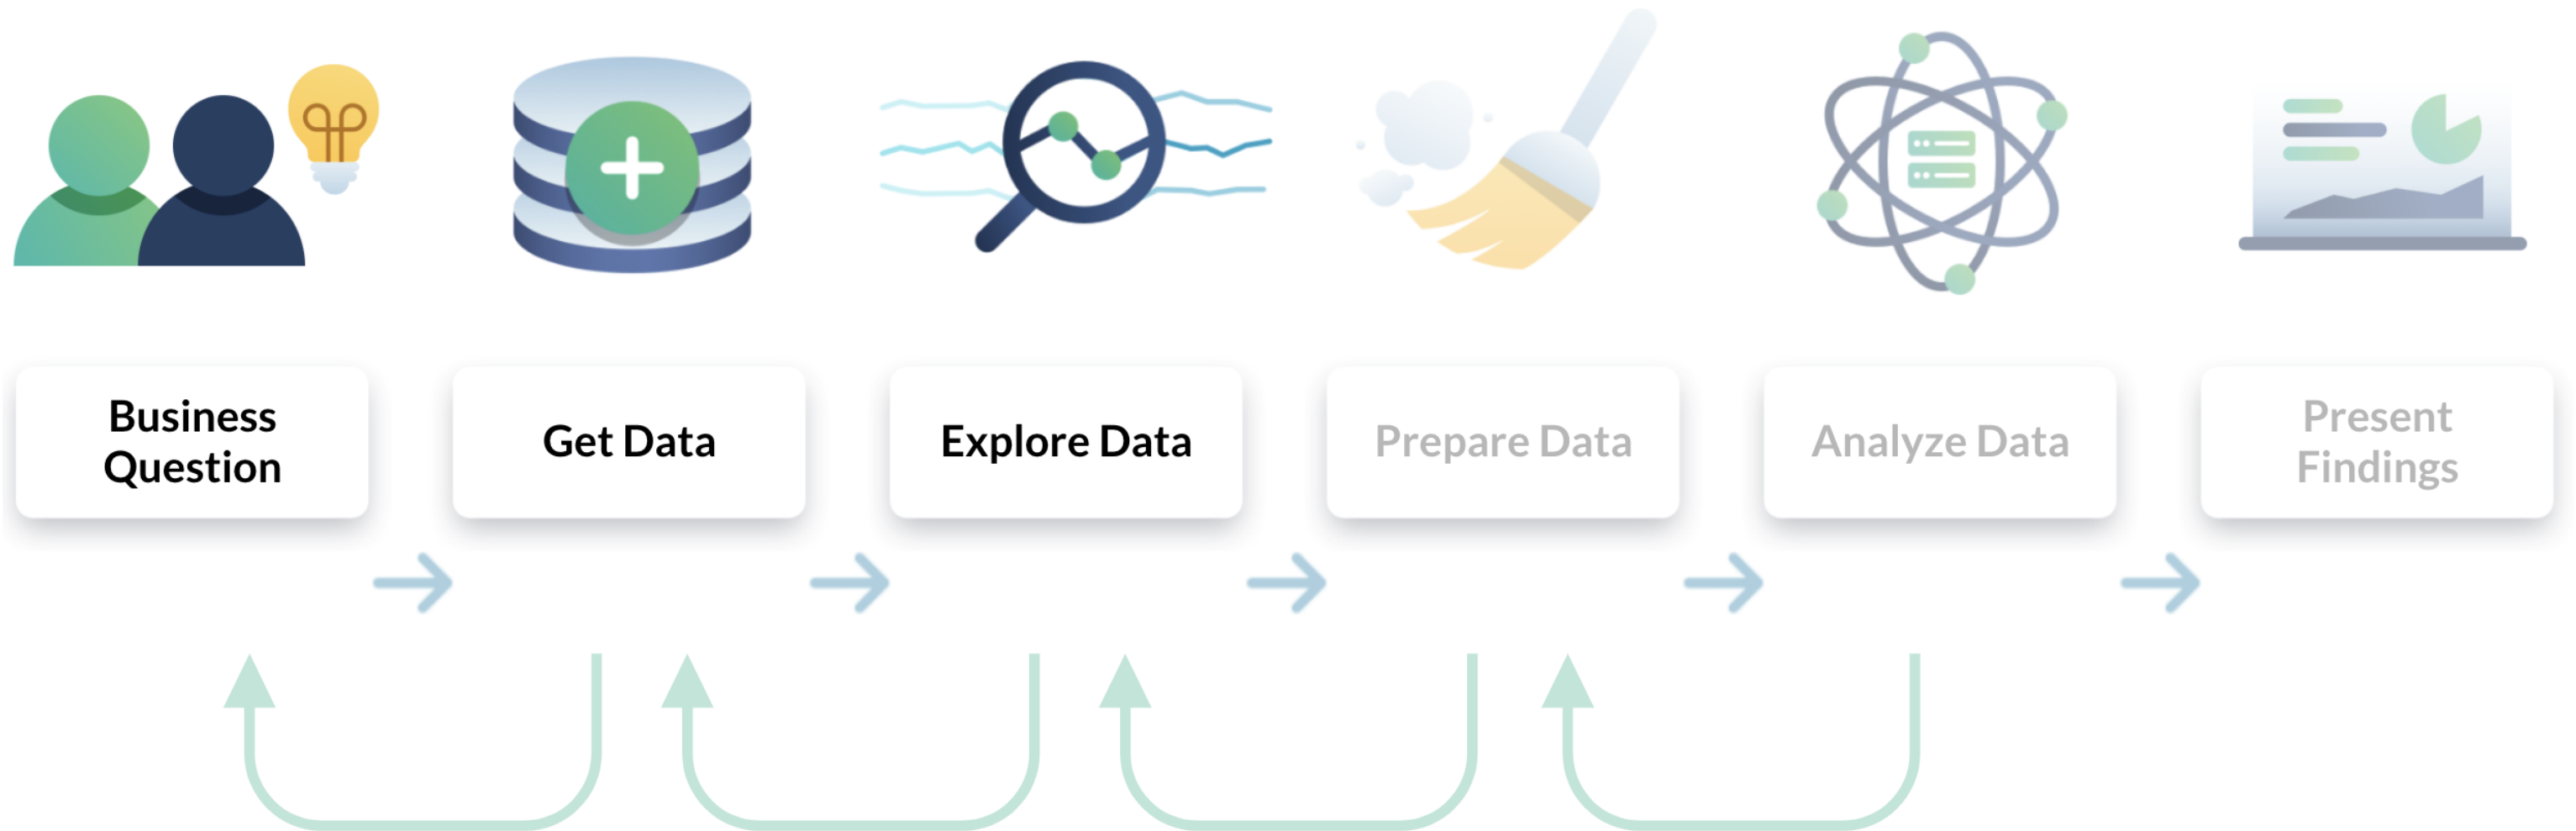 Business
Question
Get Data
Explore Data
Prepare Data
Analyze Data
Present
Findings